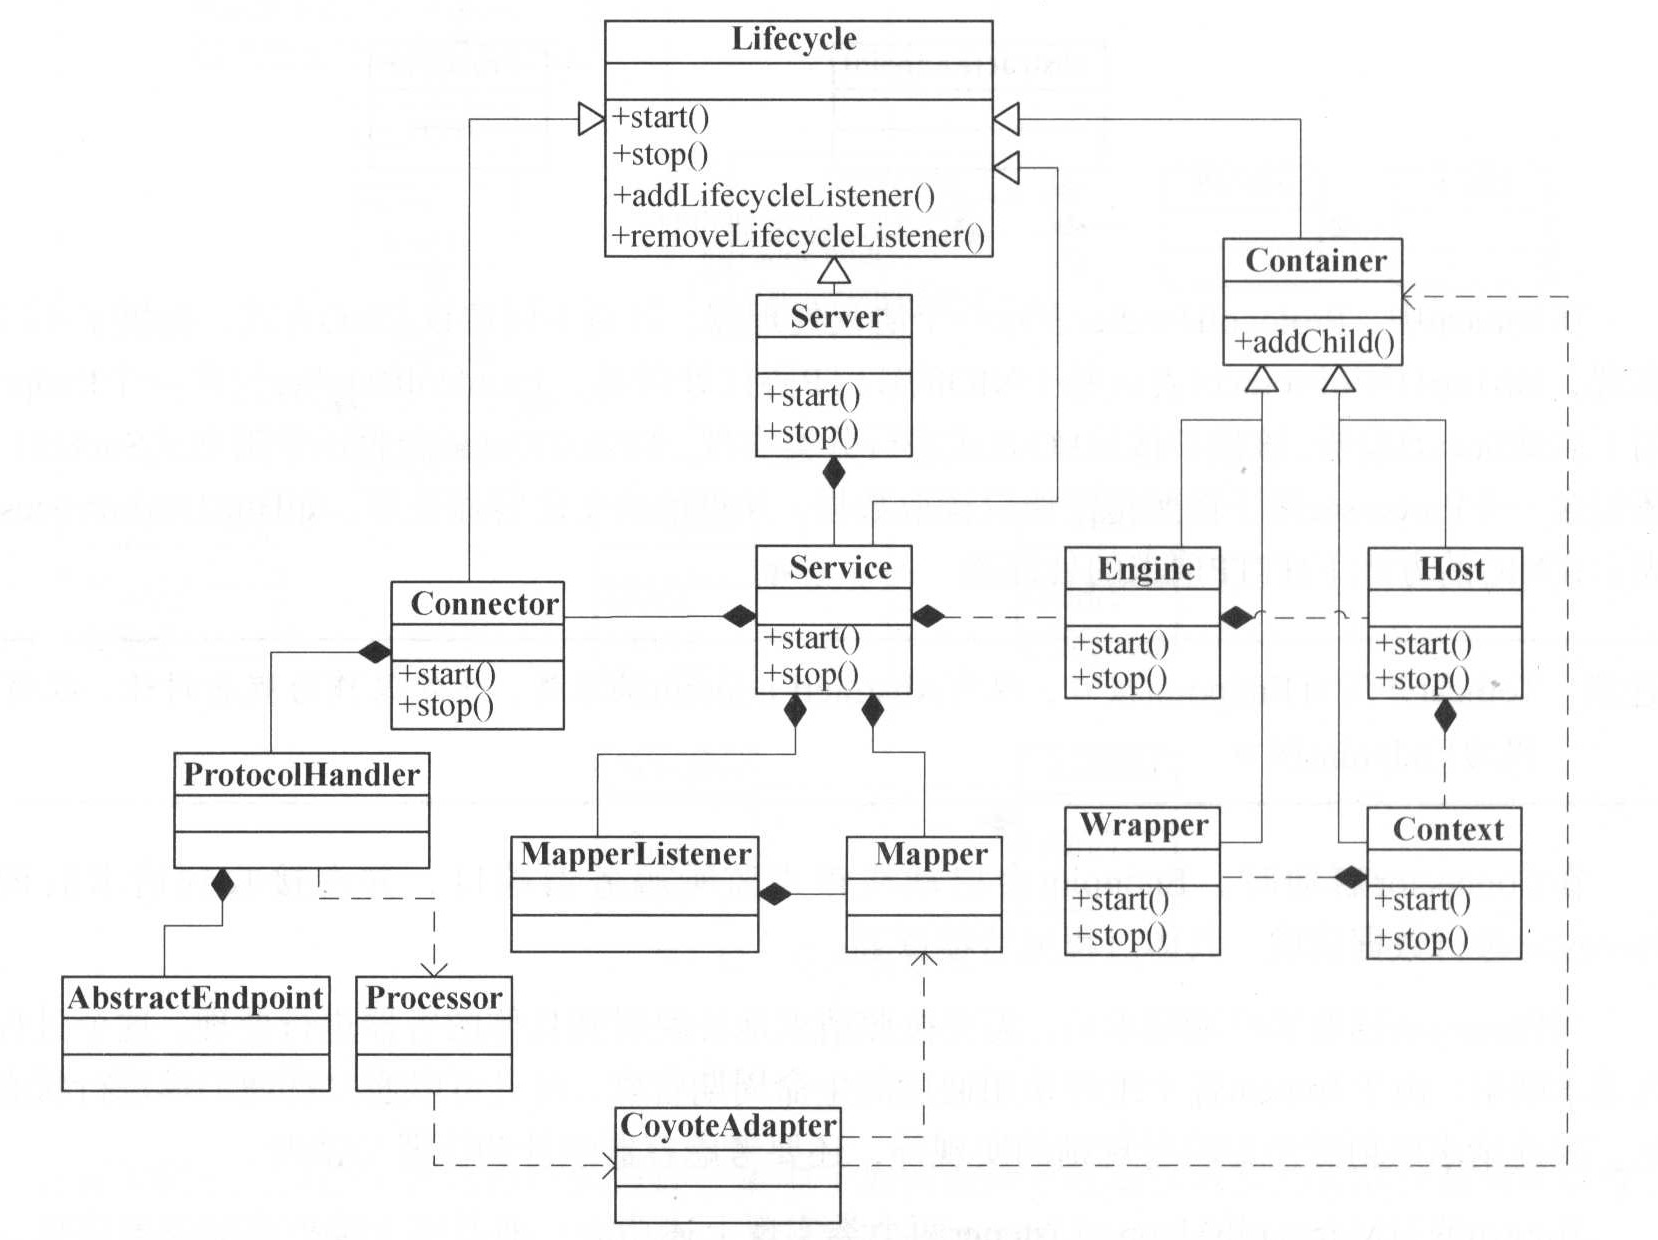 Lifecycle
+start()
+stop()
+addLifecycleListener()
+removeLifecycleListener()
Container
+addChild()
Server
+start()
+stop()
Service
+start()
+stop()
Engine
+start()
+stop()
Host
+start()
+stop()
Connector
+start()
+stop()
ProtocolHandler
MapperListener
Mapper
Wrapper
+start()
+stop()
Context
+start()
+stop()
AbstractEndpoint
Processor
CoyoteAdapter